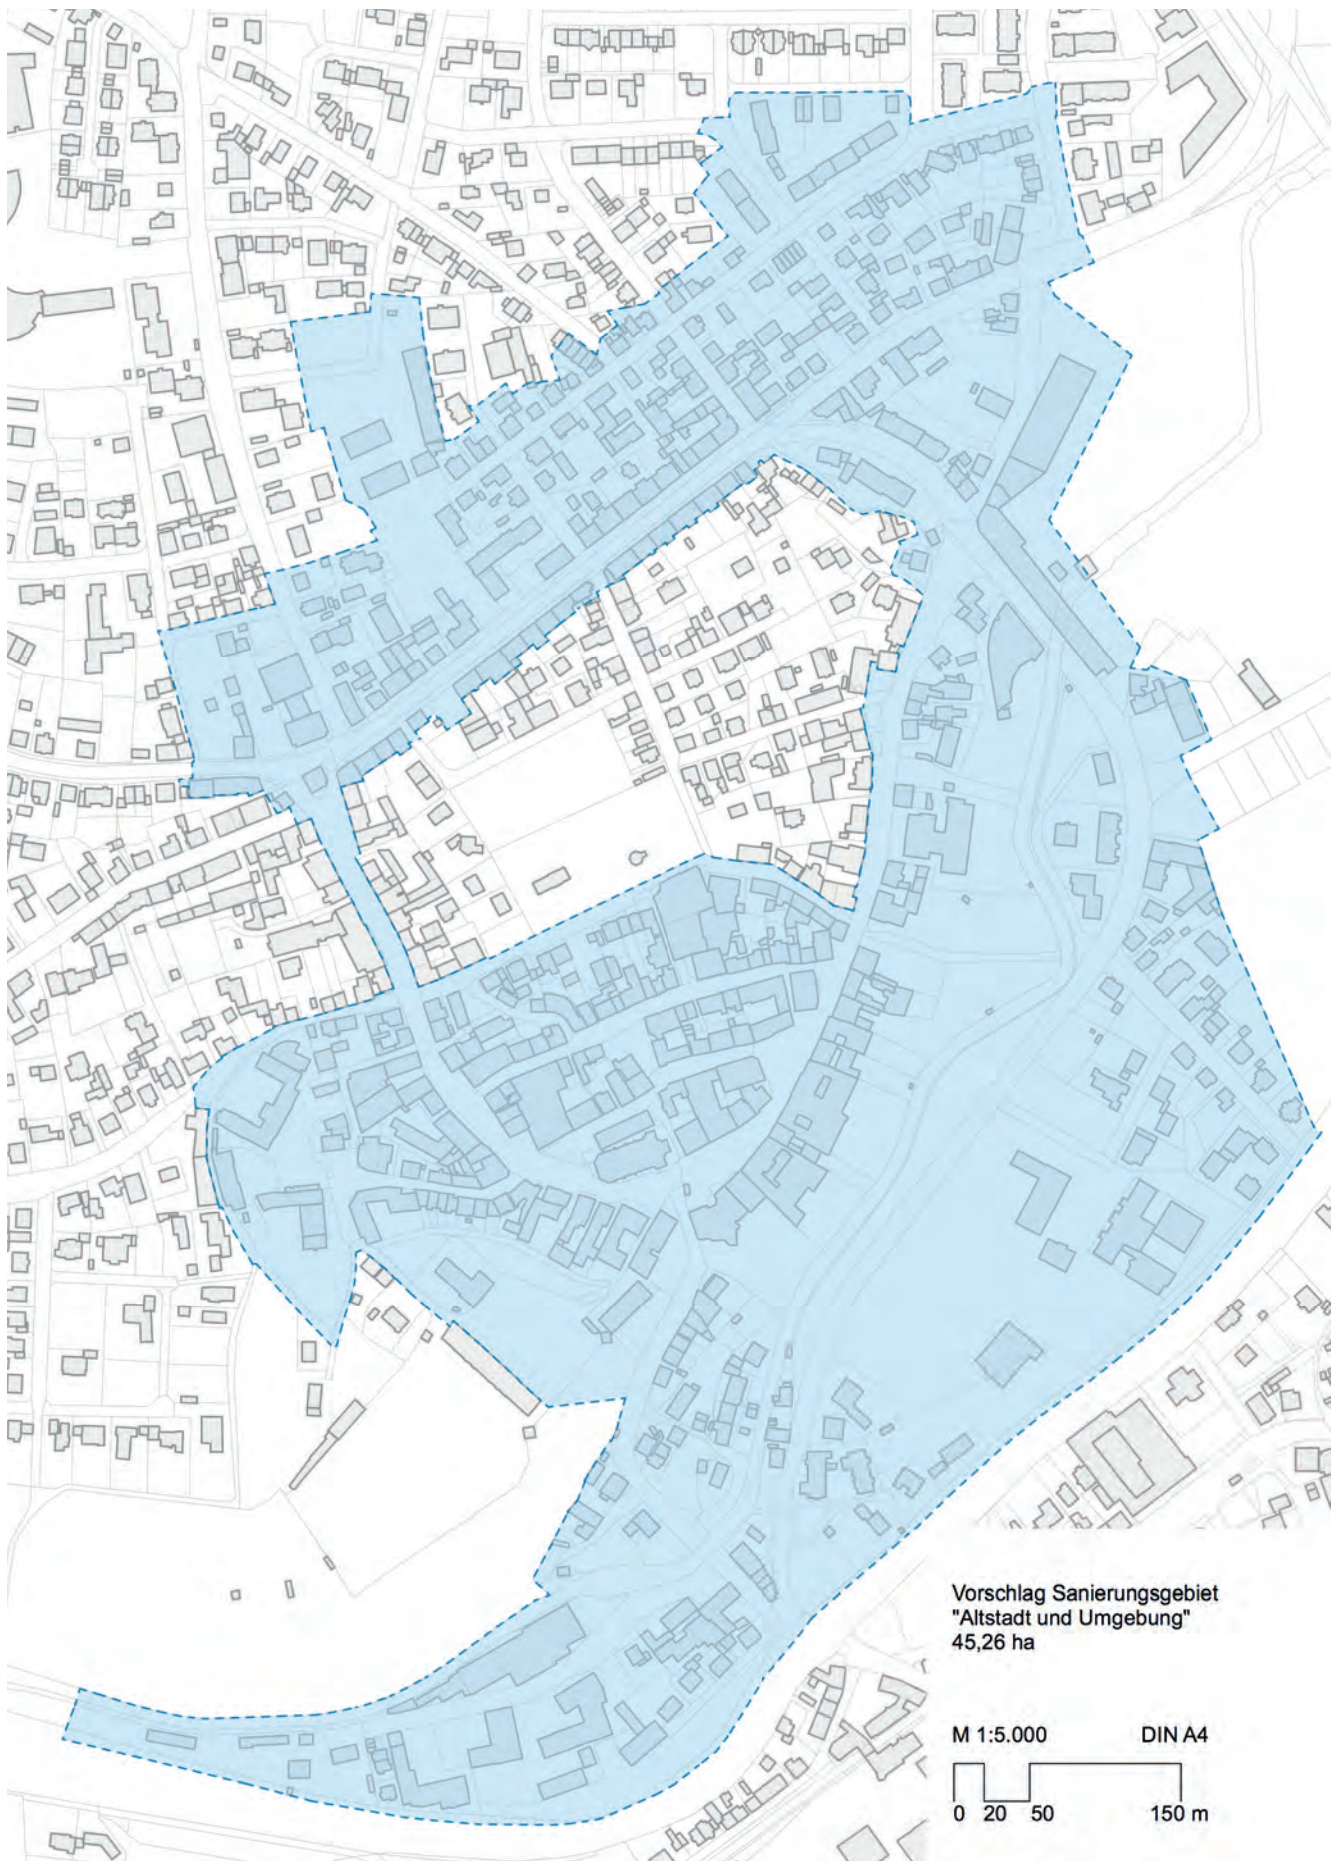 Vorschlag Sanierungsgebiet
"Altstadt und Umgebung"
45,26 ha
M 1:5.000 DIN A4
0 20 50 150 m